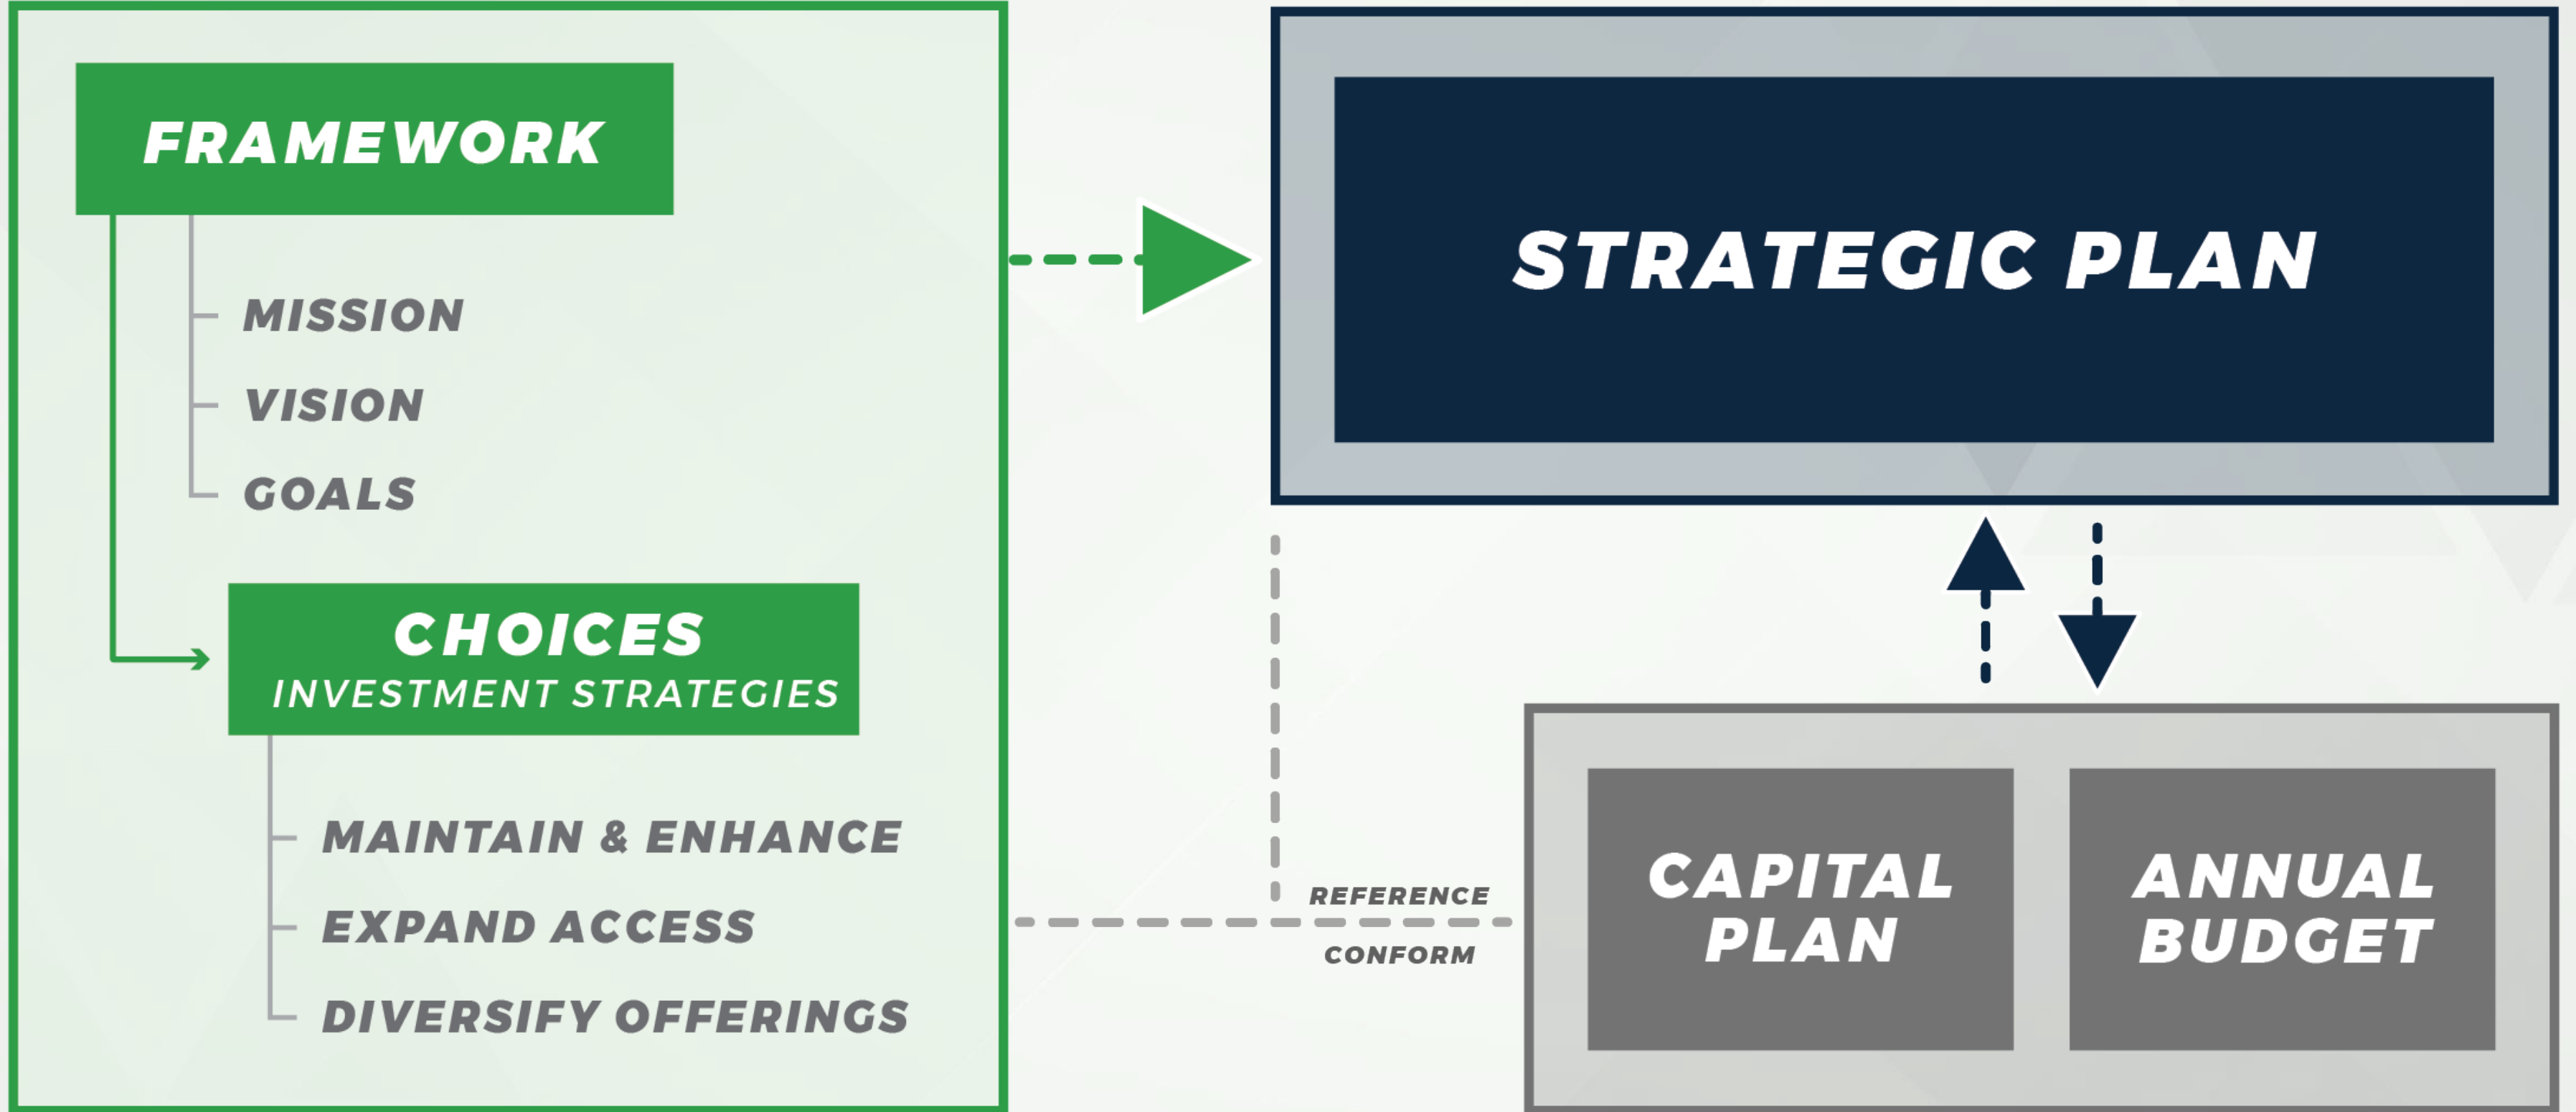 FRAMEWORK
MISSION
VISION
GOALS
CHOICES
INVESTMENT STRATEGIES
MAINTAIN & ENHANCE
EXPAND ACCESS
DIVERSIFY OFFERINGS
STRATEGIC PLAN
REFERENCE
CONFORM
CAPITAL
PLAN
ANNUAL
BUDGET